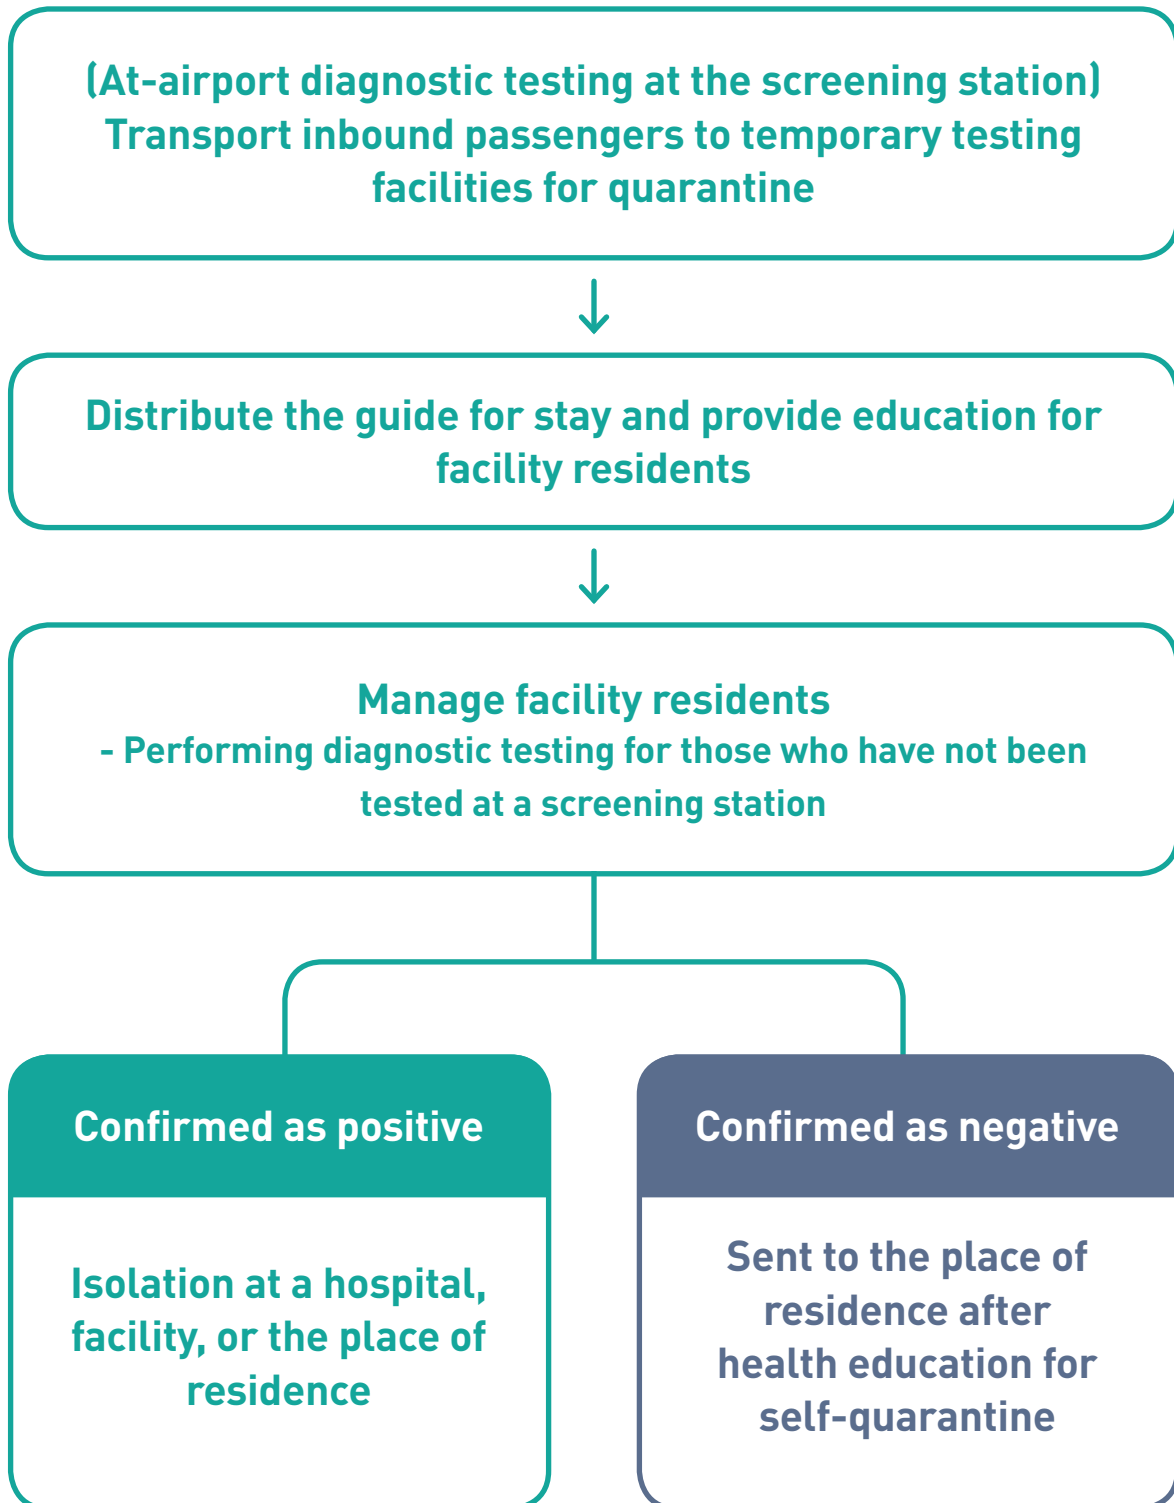 (At-airport diagnostic testing at the screening station)
Transport inbound passengers to temporary testing
facilities for quarantine
Distribute the guide for stay and provide education for
facility residents
Manage facility residents
- Performing diagnostic testing for those who have not been
tested at a screening station
Confirmed as positive
Isolation at a hospital,
facility, or the place of
residence
Confirmed as negative
Sent to the place of
residence after
health education for
self-quarantine